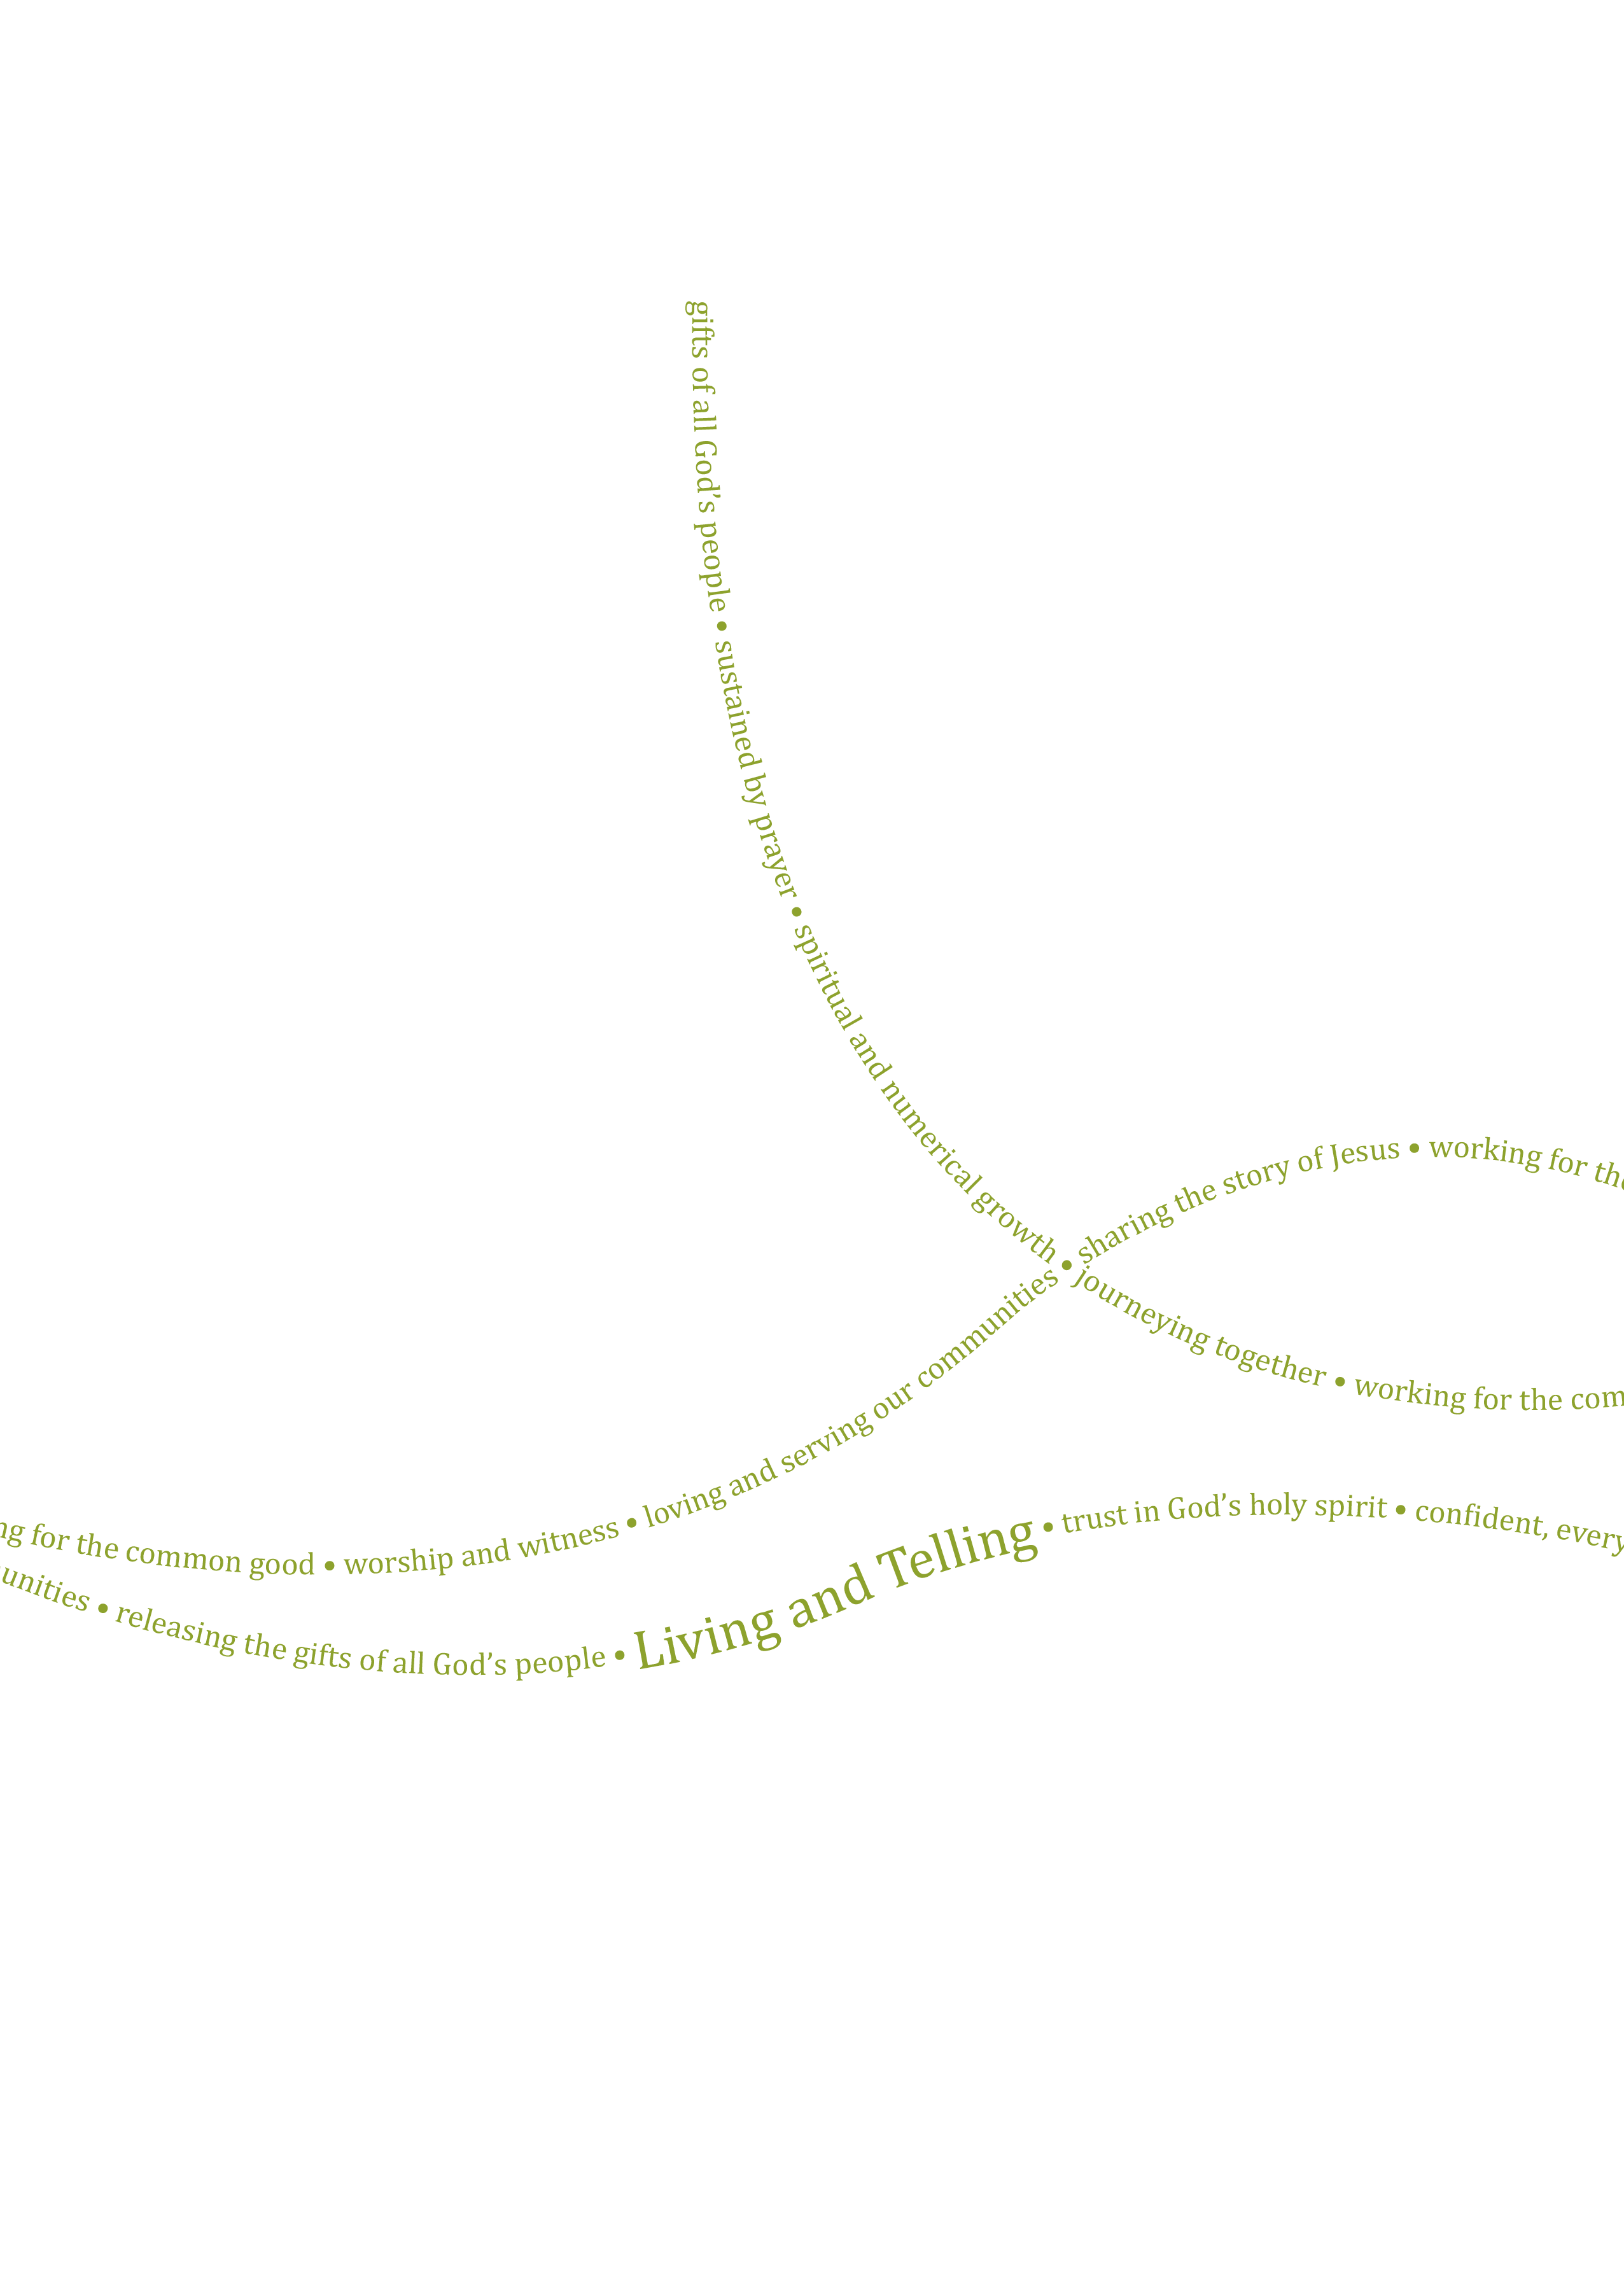 gifts of all God’s people • sustained by prayer • spiritual and numerical growth • journeying together • working for the com
ng for the common good • worship and witness • loving and serving our communities • sharing the story of Jesus • working for the
unities • releasing the gifts of all God’s people • Living and Telling • trust in God’s holy spirit • confident, every